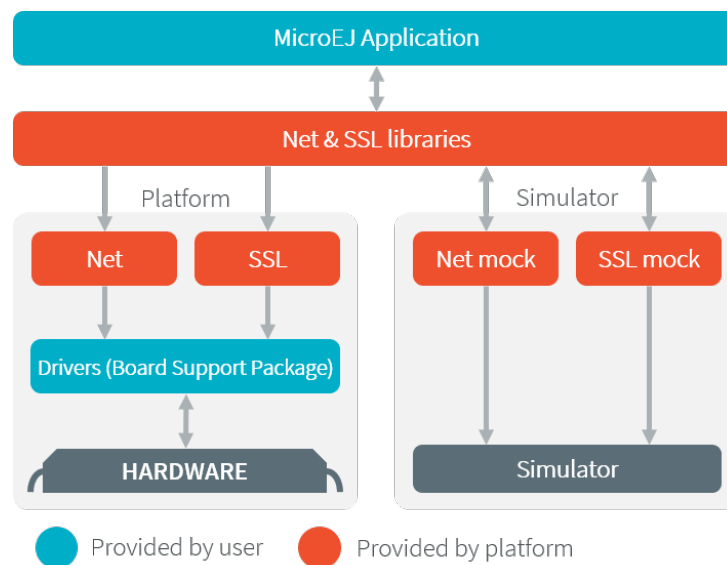 MicroEJ Application
Net & SSL libraries
Platform
Simulator
Net
SSL
Net mock
SSL mock
Drivers (Board Support Package)
HARDWARE
Simulator
Provided by user
Provided by platform